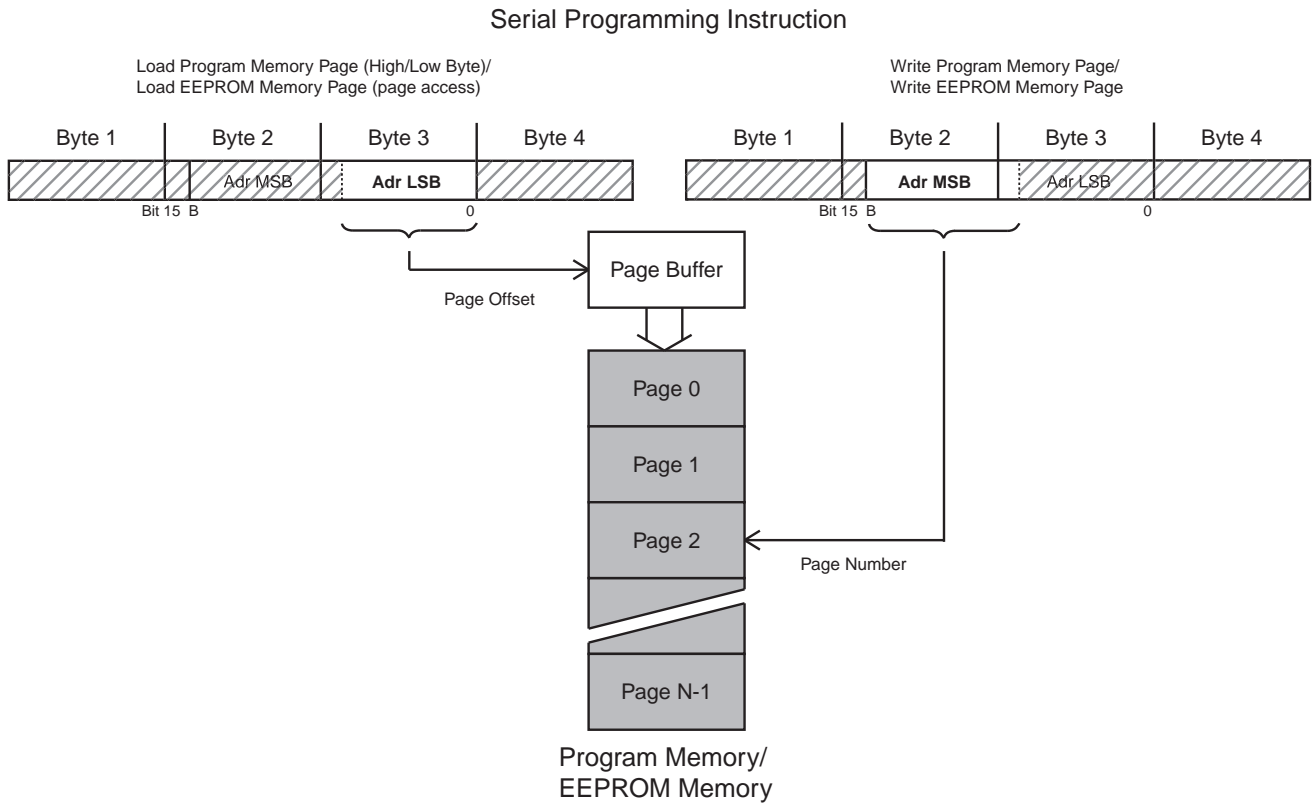 Serial Programming Instruction
Load Program Memory Page (High/Low Byte)/
Load EEPROM Memory Page (page access)
Write Program Memory Page/
Write EEPROM Memory Page
Byte 1 Byte 2 Byte 3 Byte 4
Byte 1 Byte 2 Byte 3 Byte 4
Adr MSB Adr LSB
Adr MSB Adr LSB
Bit 15 B 0
Bit 15 B 0
Page Buffer
Page Offset
Page 0
Page 1
Page 2
Page Number
Page N-1
Program Memory/
EEPROM Memory